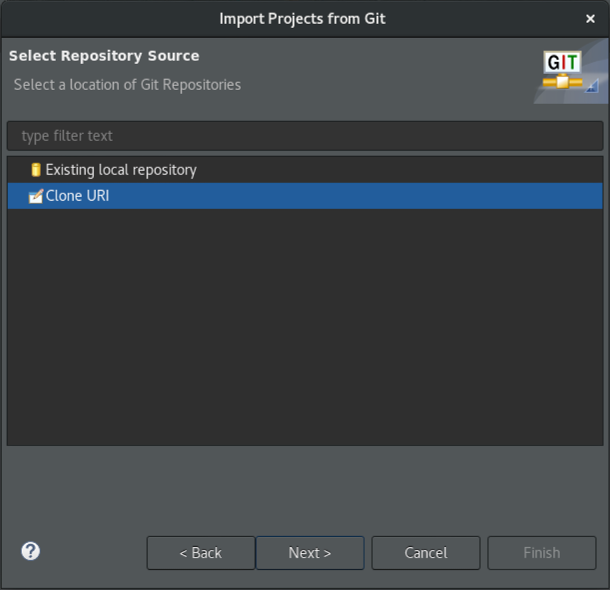 Import Projects from Git
×
Select Repository Source
Select a location of Git Repositories
GIT
type filter text
Existing local repository
Clone URI
?
< Back
Next >
Cancel
Finish